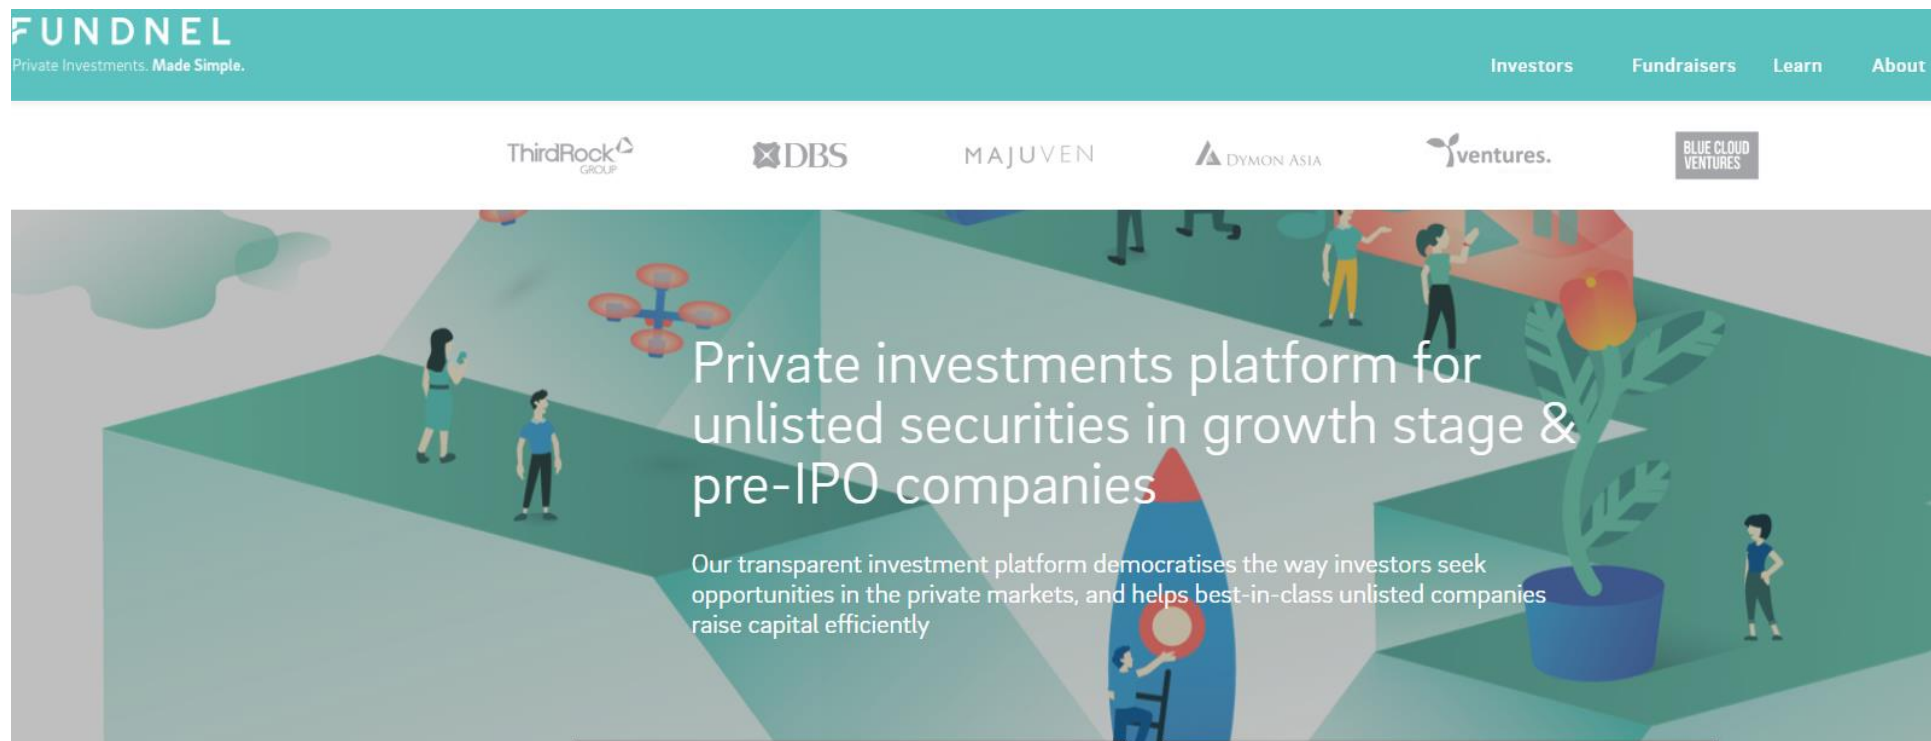 FUNDNEL
Private Investments. Made Simple.
Investors Fundraisers Learn About
ThirdRock GROUP
DBS
MAJUVEN
DYMON ASIA
ventures.
BLUE CLOUD VENTURES
Private investments platform for
unlisted securities in growth stage &
pre-IPO companies
Our transparent investment platform democratises the way investors seek
opportunities in the private markets, and helps best-in-class unlisted companies
raise capital efficiently